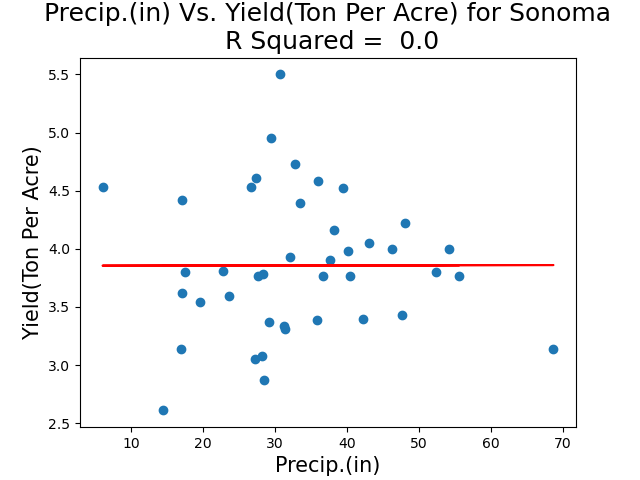 Precip.(in) Vs. Yield(Ton Per Acre) for Sonoma
R Squared =  0.0
5.5
5.0
4.5
4.0
3.5
3.0
2.5
Yield(Ton Per Acre)
10 20 30 40 50 60 70
Precip.(in)